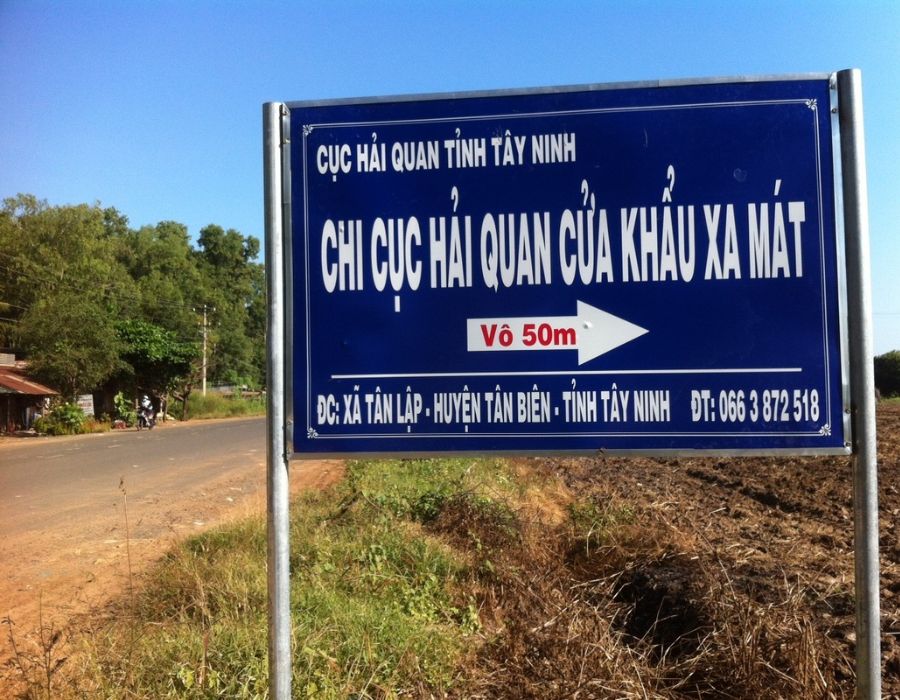 CỤC HẢI QUAN TỈNH TÂY NINH
CHI CỤC HẢI QUAN CỬA KHẨU XA MÁT
Vô 50m
ĐC: XÃ TÂN LẬP - HUYỆN TÂN BIÊN - TỈNH TÂY NINH ĐT: 066 3 872 518